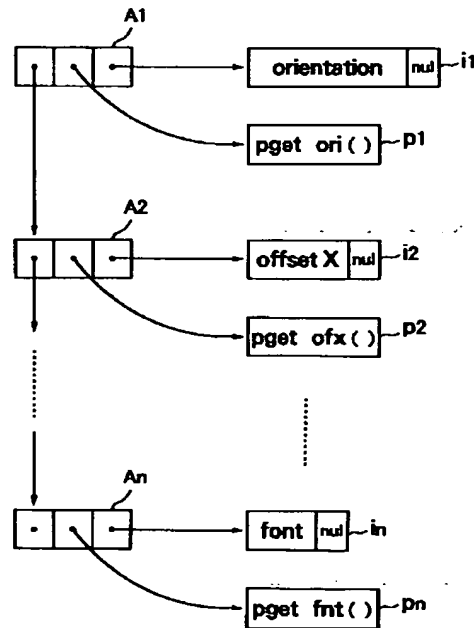 A1
orientation nul i1
pget ori() p1
A2
offset X nul i2
pget ofx() p2
An
font nul in
pget fnt() pn